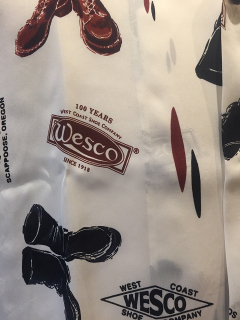 SCAPPOOSE, OREGON
100 YEARS
WEST COAST SHOE COMPANY
Wesco
SINCE 1918
WEST COAST
WESCO
SHOE COMPANY